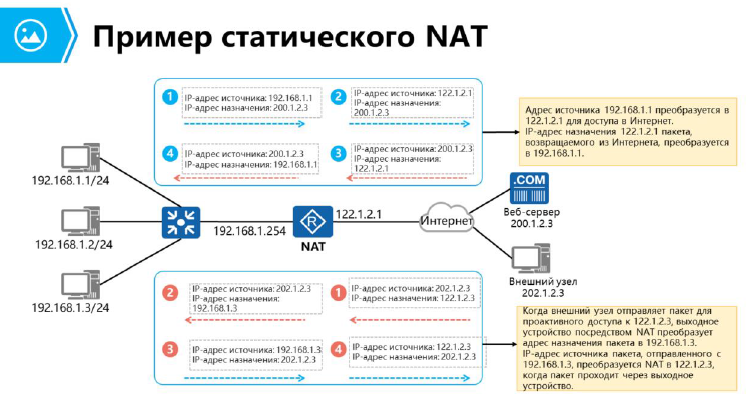 Пример статического NAT
1
IP-адрес источника: 192.168.1.1
IP-адрес назначения: 200.1.2.3
2
IP-адрес источника: 122.1.2.1
IP-адрес назначения:
200.1.2.3
4
IP-адрес источника: 200.1.2.3
IP-адрес назначения: 192.168.1.1
3
IP-адрес источника: 200.1.2.3
IP-адрес назначения:
122.1.2.1
Адрес источника 192.168.1.1 преобразуется в
122.1.2.1 для доступа в Интернет.
IP-адрес назначения 122.1.2.1 пакета,
возвращаемого из Интернета, преобразуется
в 192.168.1.1.
192.168.1.1/24
192.168.1.2/24
192.168.1.3/24
192.168.1.254
R
NAT
122.1.2.1
Интернет
.COM
Веб-сервер
200.1.2.3
Внешний узел
202.1.2.3
2
IP-адрес источника: 202.1.2.3
IP-адрес назначения:
192.168.1.3
1
IP-адрес источника: 202.1.2.3
IP-адрес назначения: 122.1.2.3
3
IP-адрес источника: 192.168.1.3
IP-адрес назначения: 202.1.2.3
4
IP-адрес источника: 122.1.2.3
IP-адрес назначения: 202.1.2.3
Когда внешний узел отправляет пакет для
проактивного доступа к 122.1.2.3, выходное
устройство посредством NAT преобразует
адрес назначения пакета в 192.168.1.3.
IP-адрес источника пакета, отправленного с
192.168.1.3, преобразуется NAT в 122.1.2.3,
когда пакет проходит через выходное
устройство.